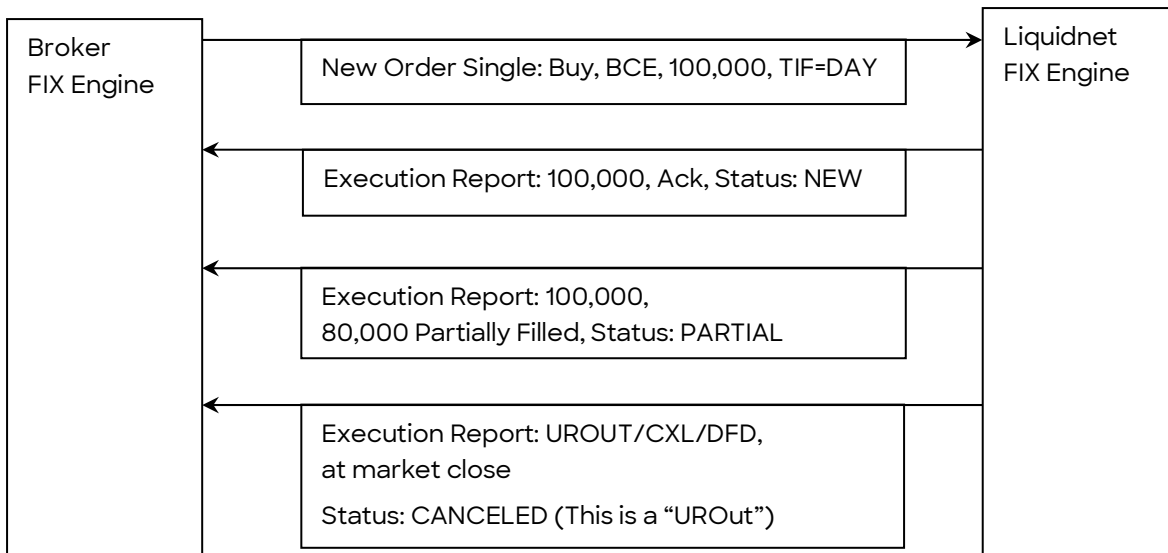 Broker
FIX Engine
Liquidnet
FIX Engine
New Order Single: Buy, BCE, 100,000, TIF=DAY
Execution Report: 100,000, Ack, Status: NEW
Execution Report: 100,000,
80,000 Partially Filled, Status: PARTIAL
Execution Report: UROUT/CXL/DFD,
at market close
Status: CANCELED (This is a “UROut”)